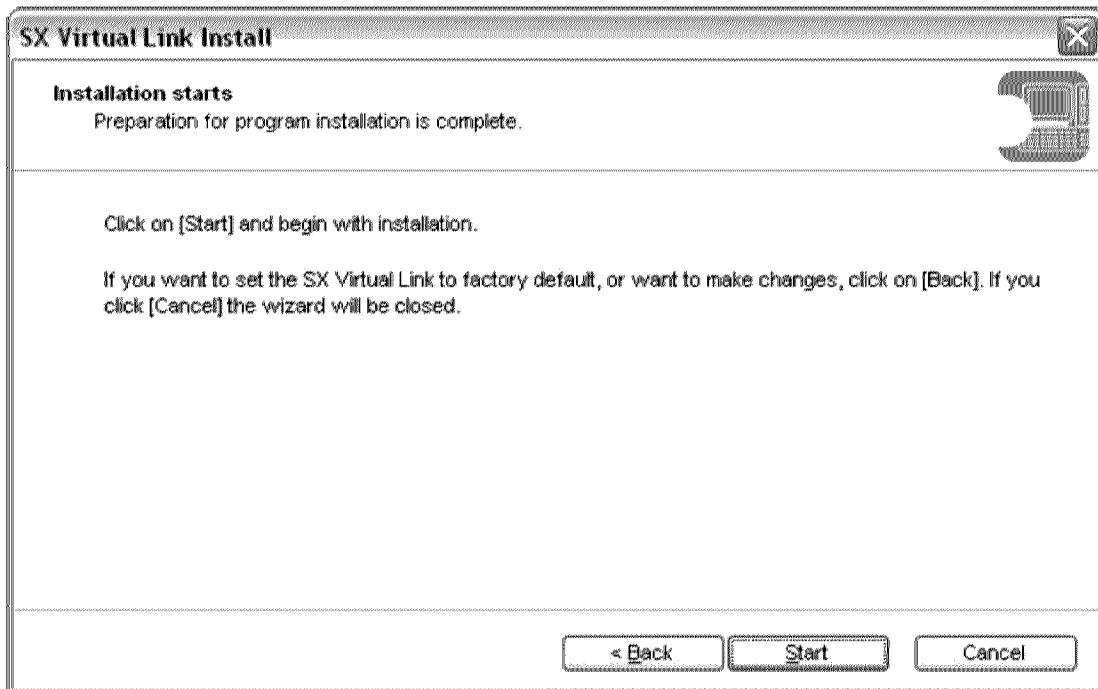 SX Virtual Link Install
Installation starts
Preparation for program installation is complete.
Click on [Start] and begin with installation.
If you want to set the SX Virtual Link to factory default, or want to make changes, click on [Back]. If you
click [Cancel] the wizard will be closed.
< Back
Start
Cancel